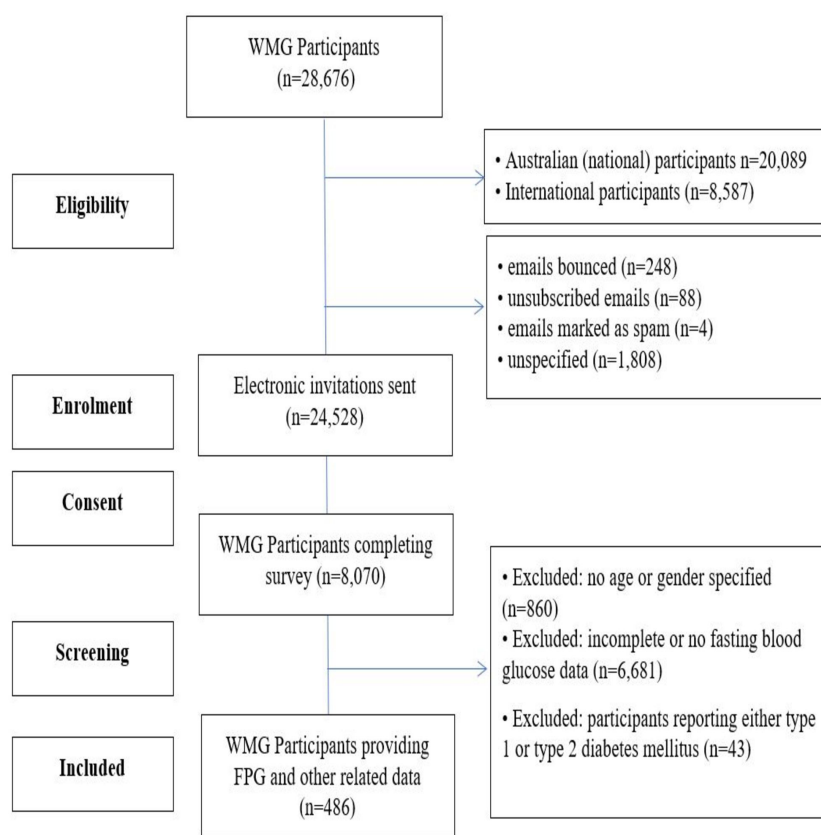 WMG Participants
(n=28,676)
• Australian (national) participants n=20,089
• International participants (n=8,587)
Eligibility
• emails bounced (n=248)
• unsubscribed emails (n=88)
• emails marked as spam (n=4)
• unspecified (n=1,808)
Enrolment
Electronic invitations sent
(n=24,528)
Consent
WMG Participants completing
survey (n=8,070)
• Excluded: no age or gender specified
(n=860)
• Excluded: incomplete or no fasting blood
glucose data (n=6,681)
• Excluded: participants reporting either type
1 or type 2 diabetes mellitus (n=43)
Screening
Included
WMG Participants providing
FPG and other related data
(n=486)